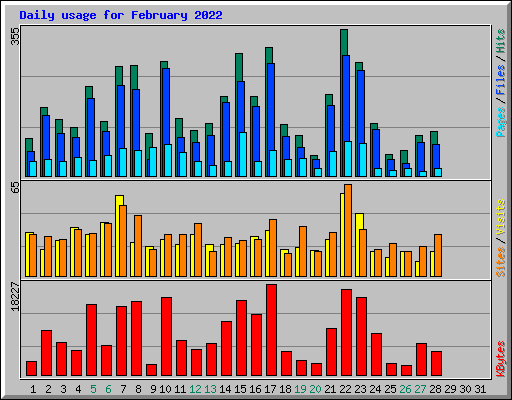 Daily usage for February 2022
355
Pages / Files / Hits
65
Sites / Visits
18227
KBytes
1 2 3 4 5 6 7 8 9 10 11 12 13 14 15 16 17 18 19 20 21 22 23 24 25 26 27 28 29 30 31